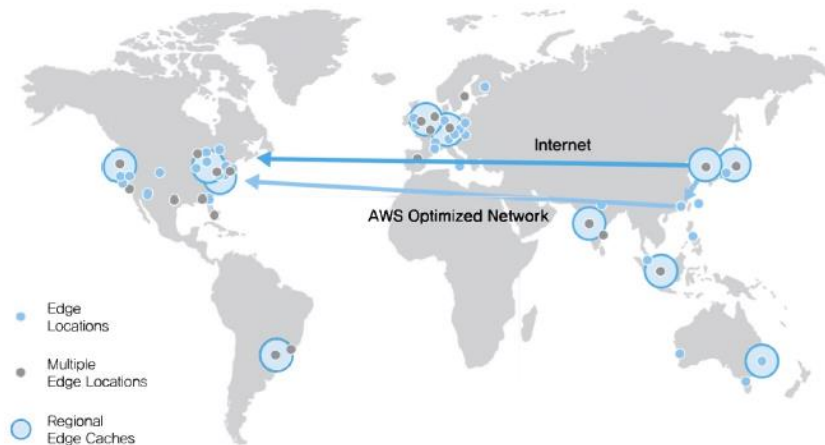 Internet
AWS Optimized Network
Edge
Locations
Multiple
Edge Locations
Regional
Edge Caches